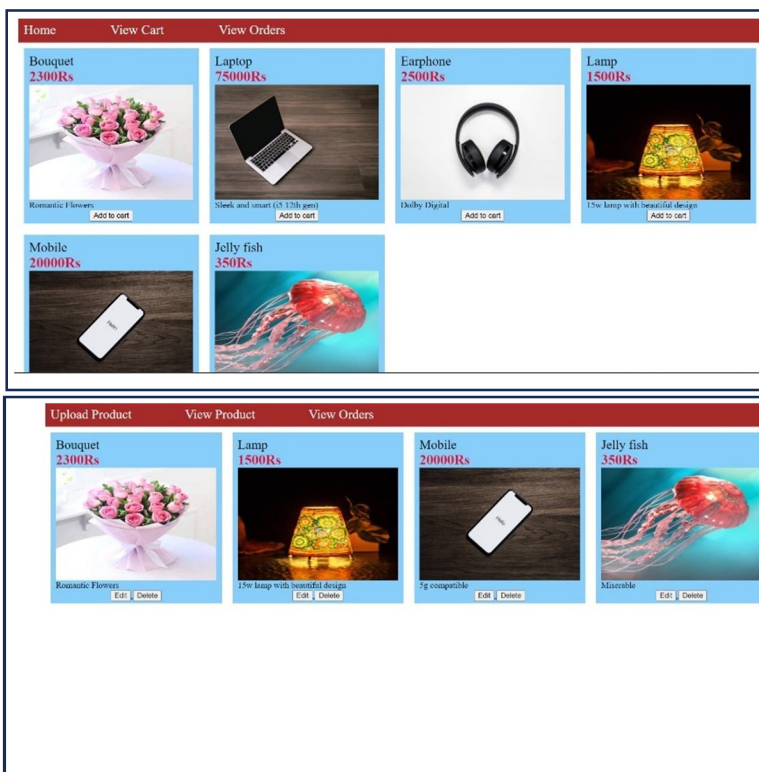 Home View Cart View Orders
Bouquet Laptop Earphone Lamp
2300Rs 75000Rs 2500Rs 1500Rs
Romantic Flowers Sleek and smart (i5 12th gen) Dolby Digital 15w lamp with beautiful design
Add to cart Add to cart Add to cart Add to cart
Mobile Jelly fish
20000Rs 350Rs
Hello
Upload Product View Product View Orders
Bouquet Lamp Mobile Jelly fish
2300Rs 1500Rs 20000Rs 350Rs
Hello
Romantic Flowers 15w lamp with beautiful design 5g compatible Miserable
Edit Delete Edit Delete Edit Delete Edit Delete